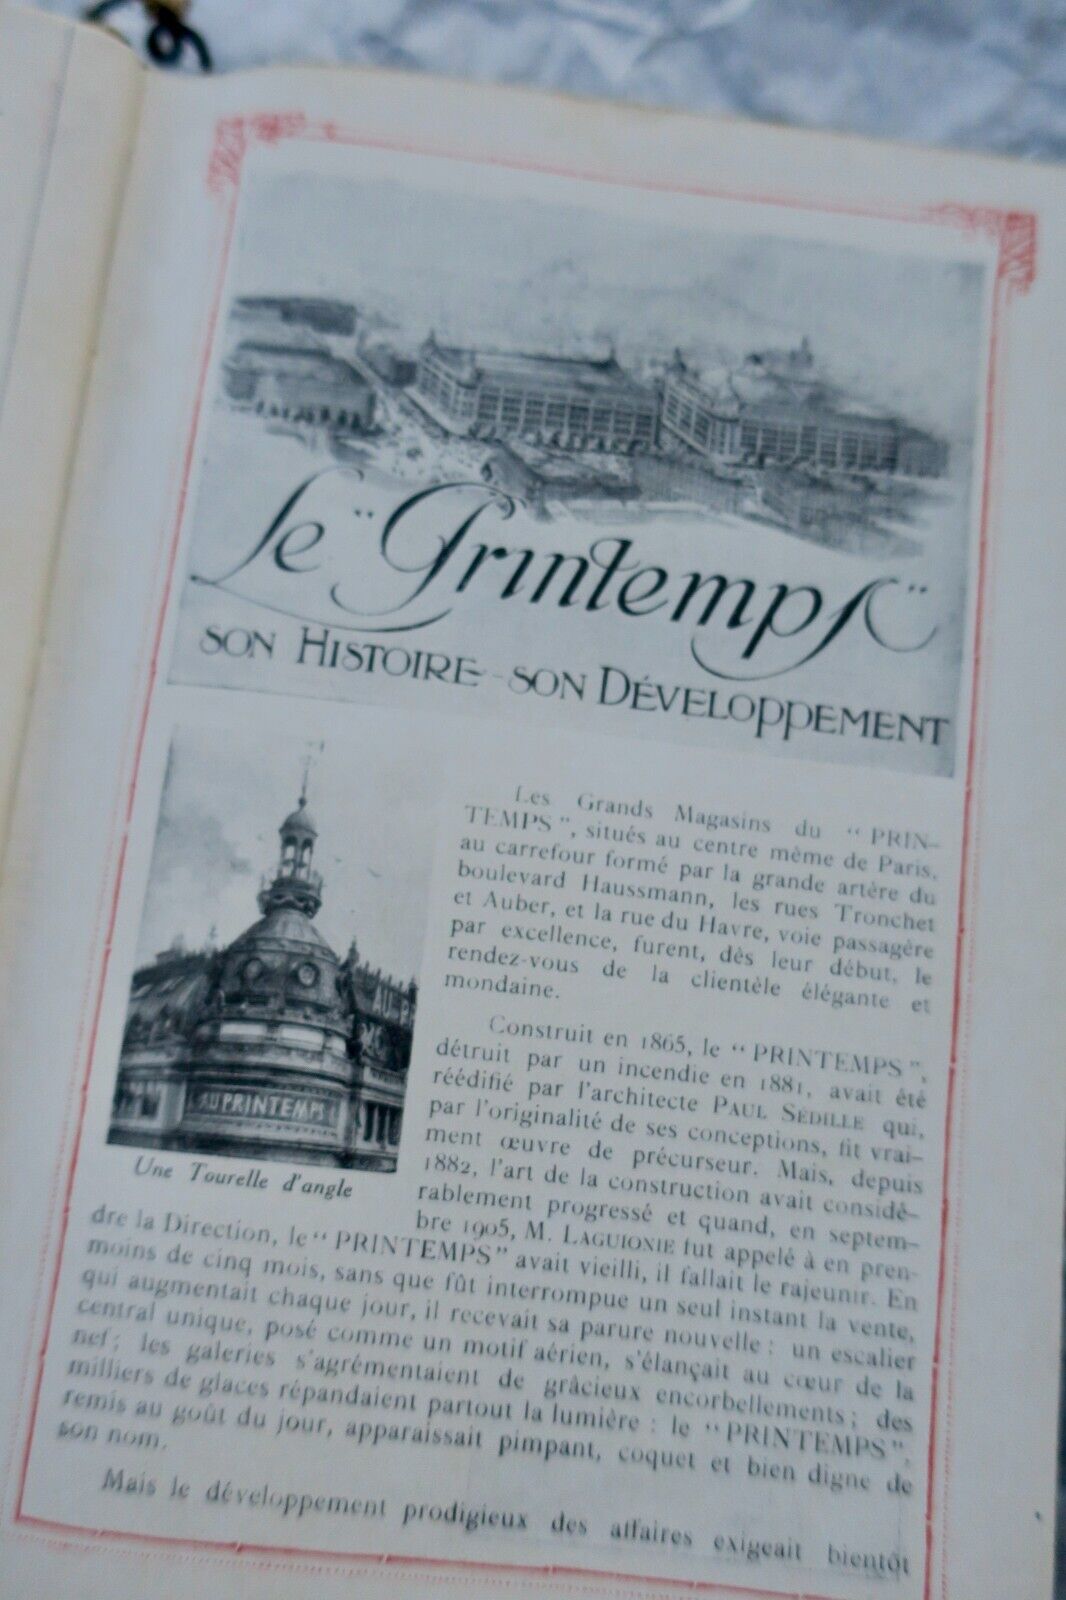 Le "Printemps"
SON HISTOIRE - SON DÉVELOPPEMENT
Les Grands Magasins du " PRIN-
TEMPS ", situés au centre même de Paris,
au carrefour formé par la grande artère du
boulevard Haussmann, les rues Tronchet
et Auber, et la rue du Havre, voie passagère
par excellence, furent, dès leur début, le
rendez-vous de la clientèle élégante et
mondaine.
Construit en 1865, le " PRINTEMPS ",
détruit par un incendie en 1881, avait été
réédifié par l'architecte PAUL SÉDILLE qui,
par l'originalité de ses conceptions, fit vrai-
ment œuvre de précurseur. Mais, depuis
1882, l'art de la construction avait considé-
rablement progressé et quand, en septem-
bre 1905, M. LAGUIONIE fut appelé à en pren-
dre la Direction, le " PRINTEMPS " avait vieilli, il fallait le rajeunir. En
moins de cinq mois, sans que fût interrompue un seul instant la vente,
qui augmentait chaque jour, il recevait sa parure nouvelle : un escalier
central unique, posé comme un motif aérien, s'élançait au cœur de la
nef; les galeries s'agrémentaient de grâcieux encorbellements; des
milliers de glaces répandaient partout la lumière : le " PRINTEMPS ",
remis au goût du jour, apparaissait pimpant, coquet et bien digne de
son nom.
Mais le développement prodigieux des affaires exigeait bientôt
AU PRINTEMPS
Une Tourelle d'angle